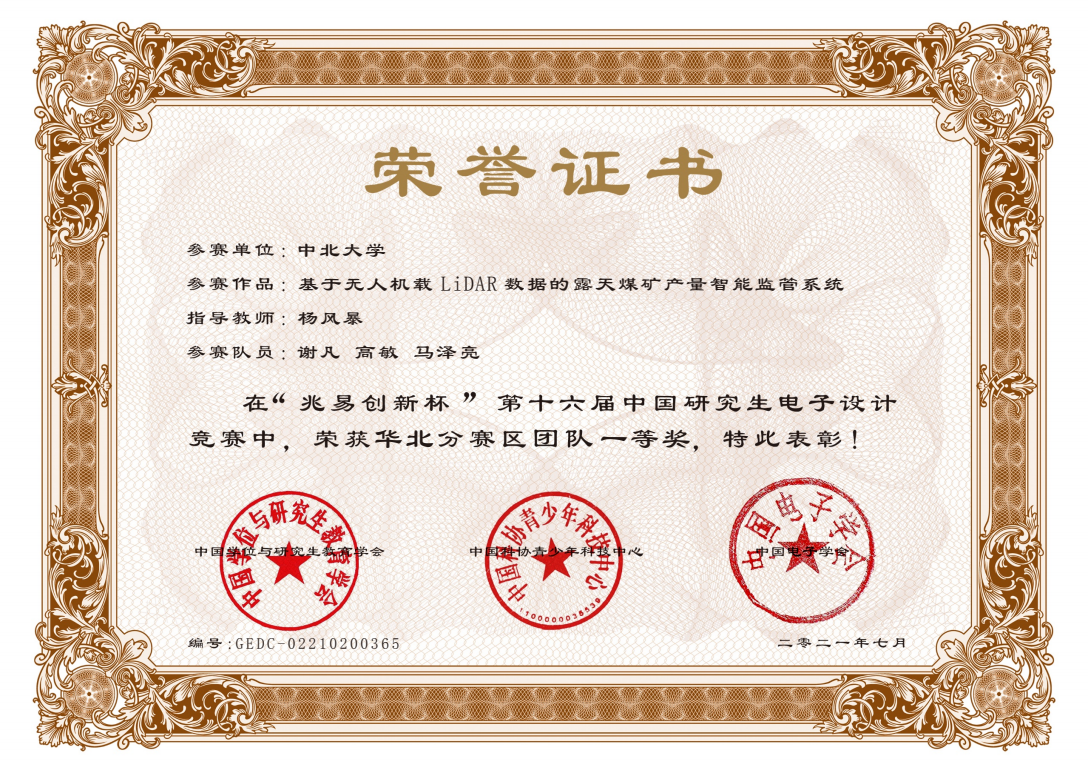 荣誉证书
参赛单位：中北大学
参赛作品：基于无人机载 LiDAR 数据的露天煤矿产量智能监管系统
指导教师：杨风暴
参赛队员：谢凡 高敏 马泽亮
在“兆易创新杯”第十六届中国研究生电子设计
竞赛中，荣获华北分赛区团队一等奖，特此表彰！
中国学位与研究生教育学会
中国学位与研究生教育学会
中国科协青少年科技中心
中国科协青少年科技中心
1100000038539
中国电子学会
中国电子学会
编号:GEDC-02210200365
二零二一年七月